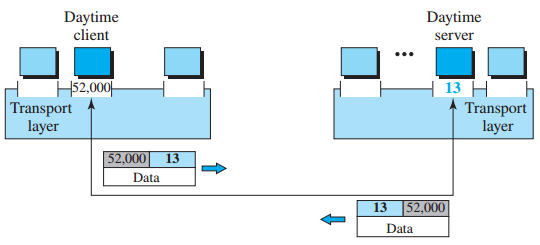 Daytime
client
Daytime
server
52,000
13
Transport
layer
Transport
layer
52,000 13
Data
13 52,000
Data